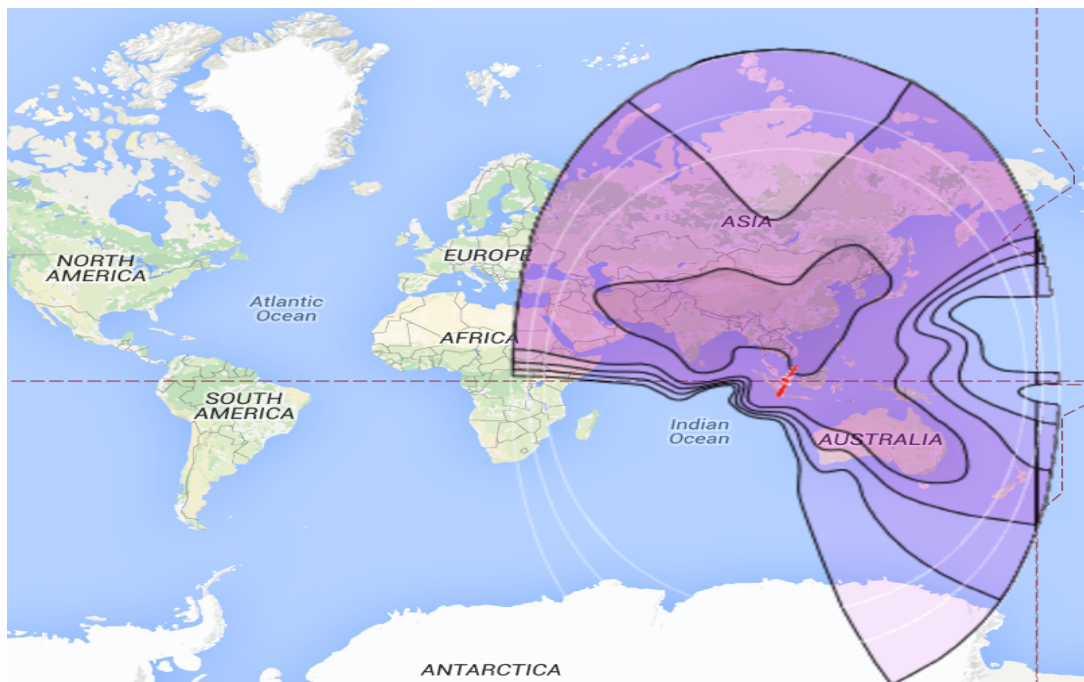 ASIA
NORTH
AMERICA
EUROPE
Atlantic
Ocean
AFRICA
SOUTH
AMERICA
Indian
Ocean
AUSTRALIA
ANTARCTICA